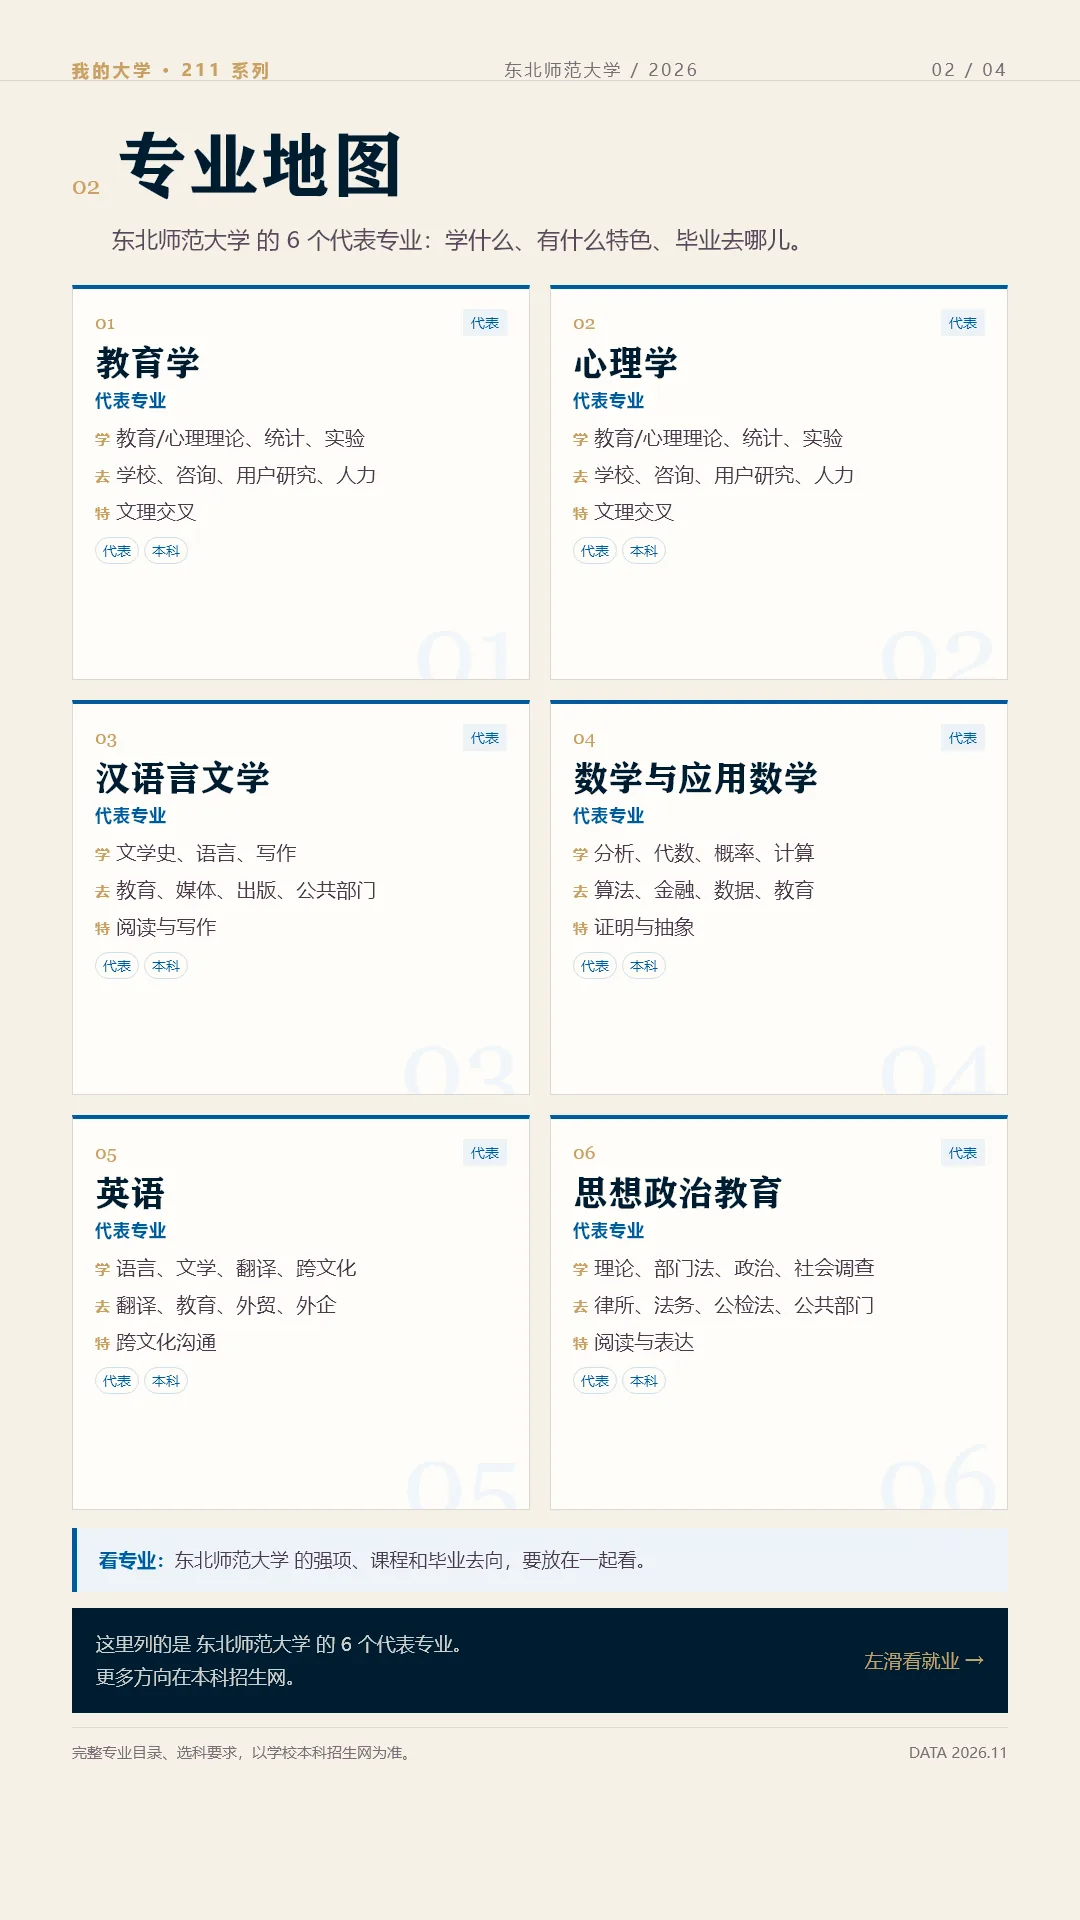 我的大学 · 211 系列
东北师范大学 / 2026
02 / 04
02 专业地图
东北师范大学 的 6 个代表专业：学什么、有什么特色、毕业去哪儿。
01 代表
教育学
代表专业
学 教育/心理理论、统计、实验
去 学校、咨询、用户研究、人力
特 文理交叉
代表 本科
01
02 代表
心理学
代表专业
学 教育/心理理论、统计、实验
去 学校、咨询、用户研究、人力
特 文理交叉
代表 本科
02
03 代表
汉语言文学
代表专业
学 文学史、语言、写作
去 教育、媒体、出版、公共部门
特 阅读与写作
代表 本科
03
04 代表
数学与应用数学
代表专业
学 分析、代数、概率、计算
去 算法、金融、数据、教育
特 证明与抽象
代表 本科
04
05 代表
英语
代表专业
学 语言、文学、翻译、跨文化
去 翻译、教育、外贸、外企
特 跨文化沟通
代表 本科
05
06 代表
思想政治教育
代表专业
学 理论、部门法、政治、社会调查
去 律所、法务、公检法、公共部门
特 阅读与表达
代表 本科
06
看专业：东北师范大学 的强项、课程和毕业去向，要放在一起看。
这里列的是 东北师范大学 的 6 个代表专业。
更多方向在本科招生网。
左滑看就业 →
完整专业目录、选科要求，以学校本科招生网为准。
DATA 2026.11